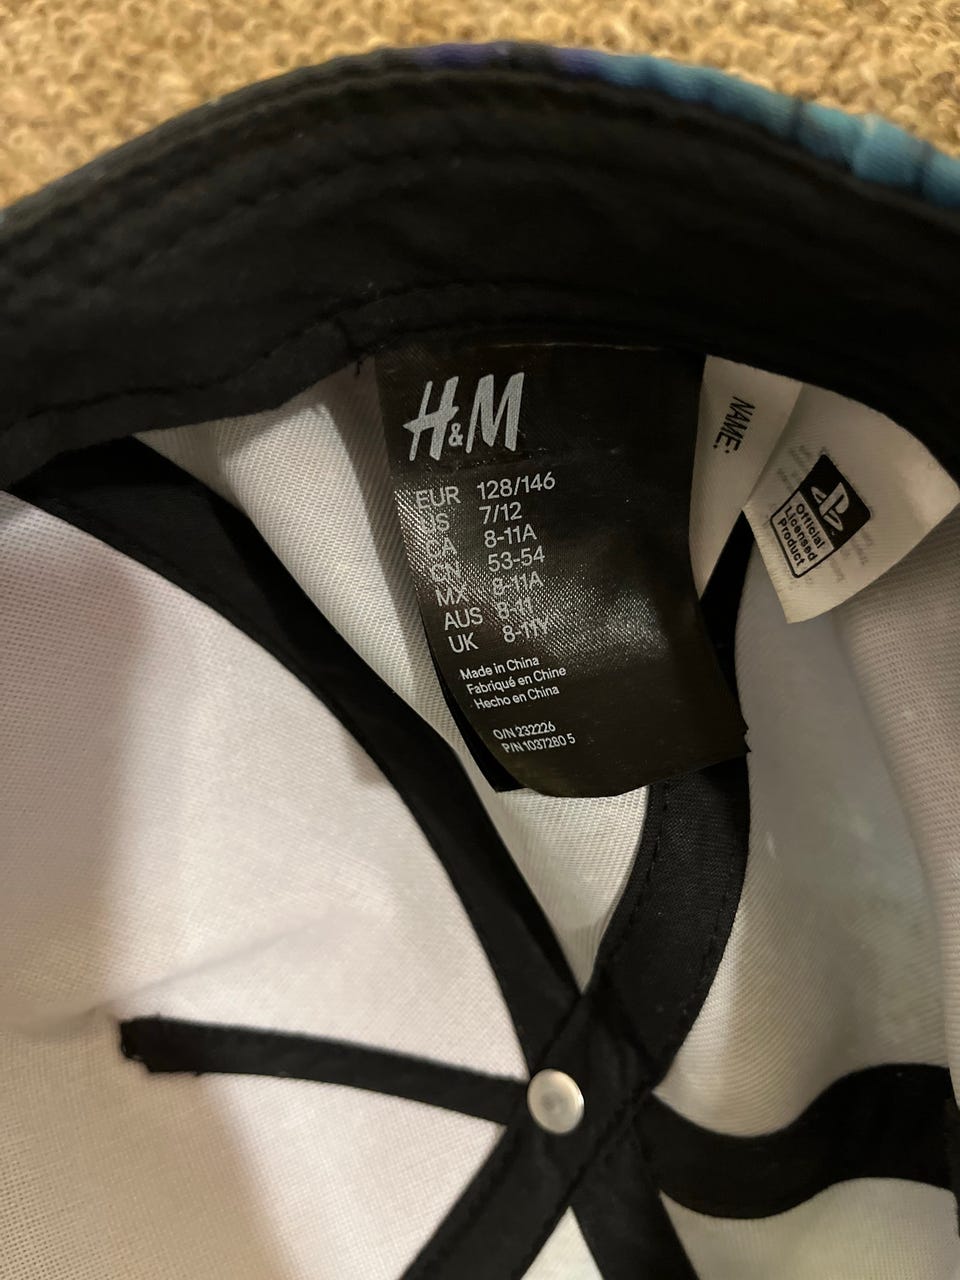 H&M
EUR 128/146
US 7/12
CA 8-11A
CN 53-54
MX 8-11A
AUS 8-11
UK 8-11Y
Made in China
Fabriqué en Chine
Hecho en China
O/N 232226
P/N 1037280 5
NAME:
Official
Licensed
Product